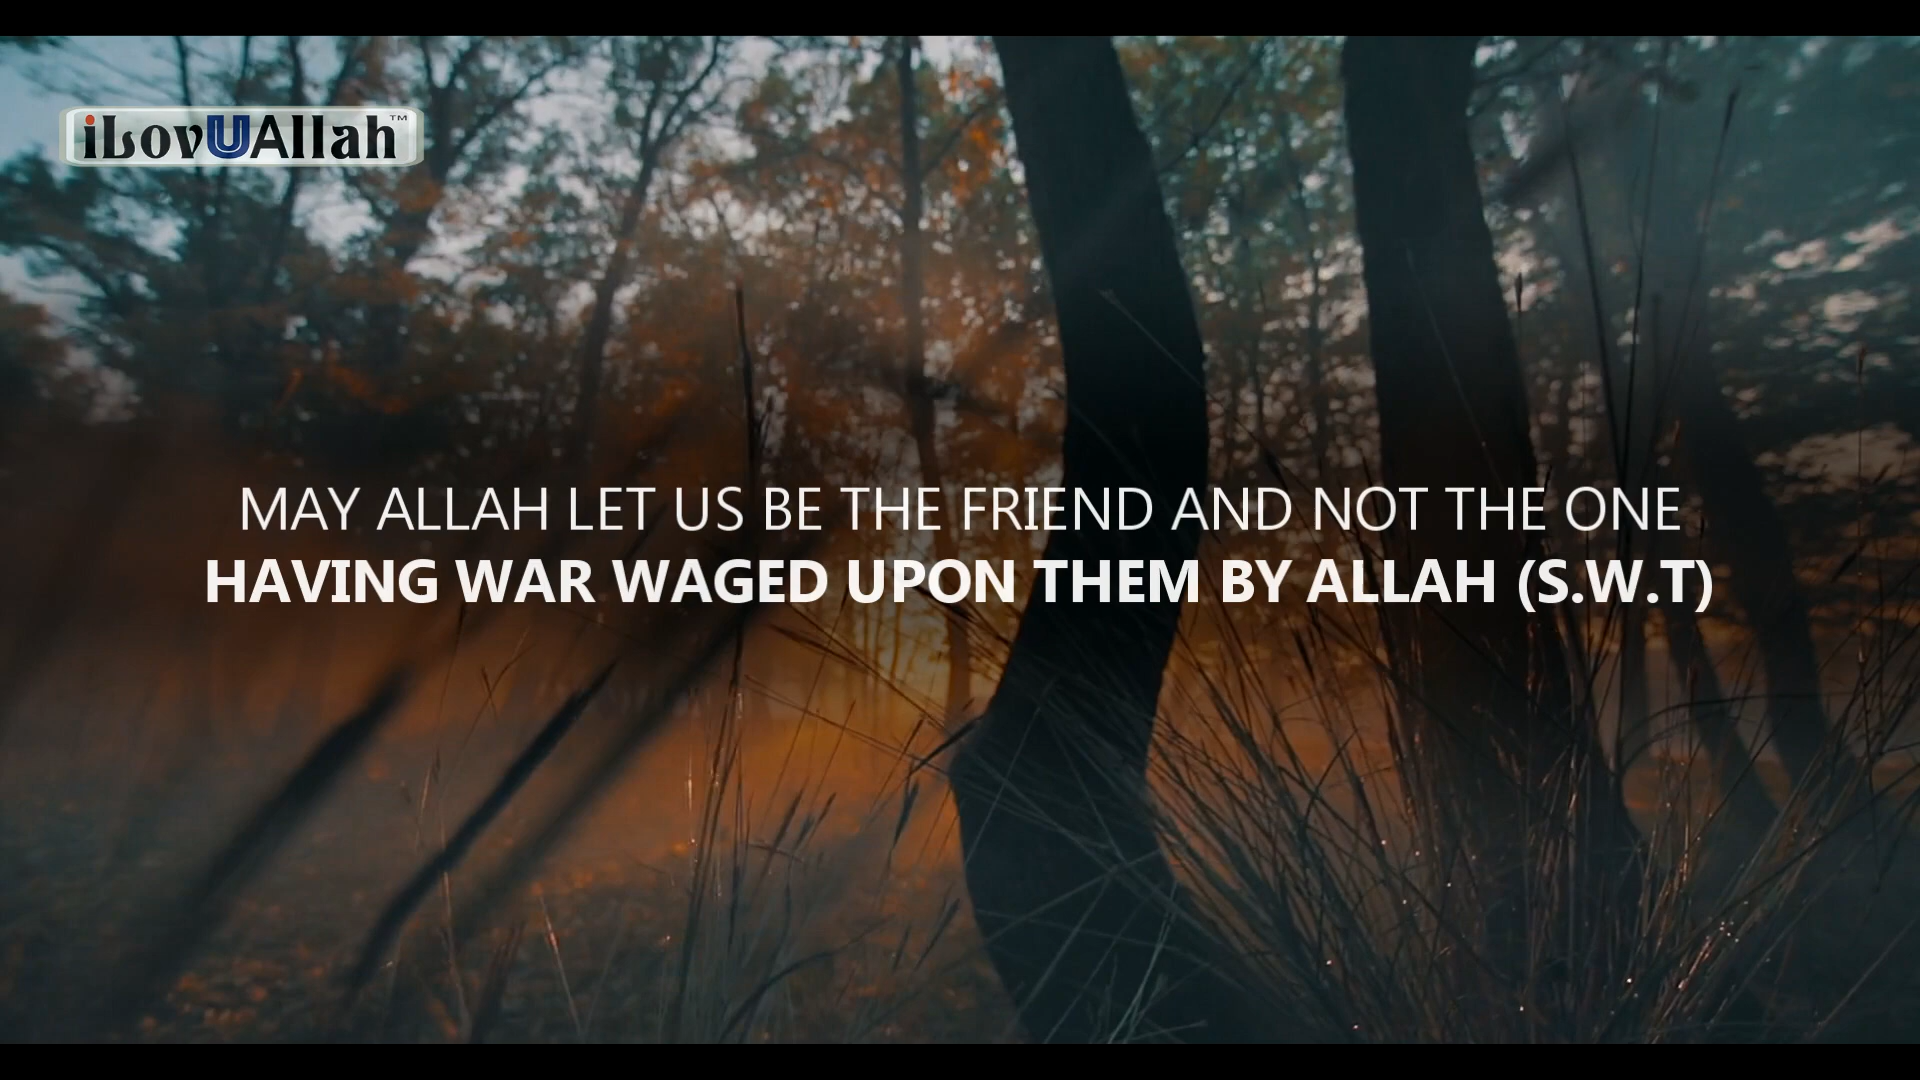 iLovUAllah™
MAY ALLAH LET US BE THE FRIEND AND NOT THE ONE
HAVING WAR WAGED UPON THEM BY ALLAH (S.W.T)